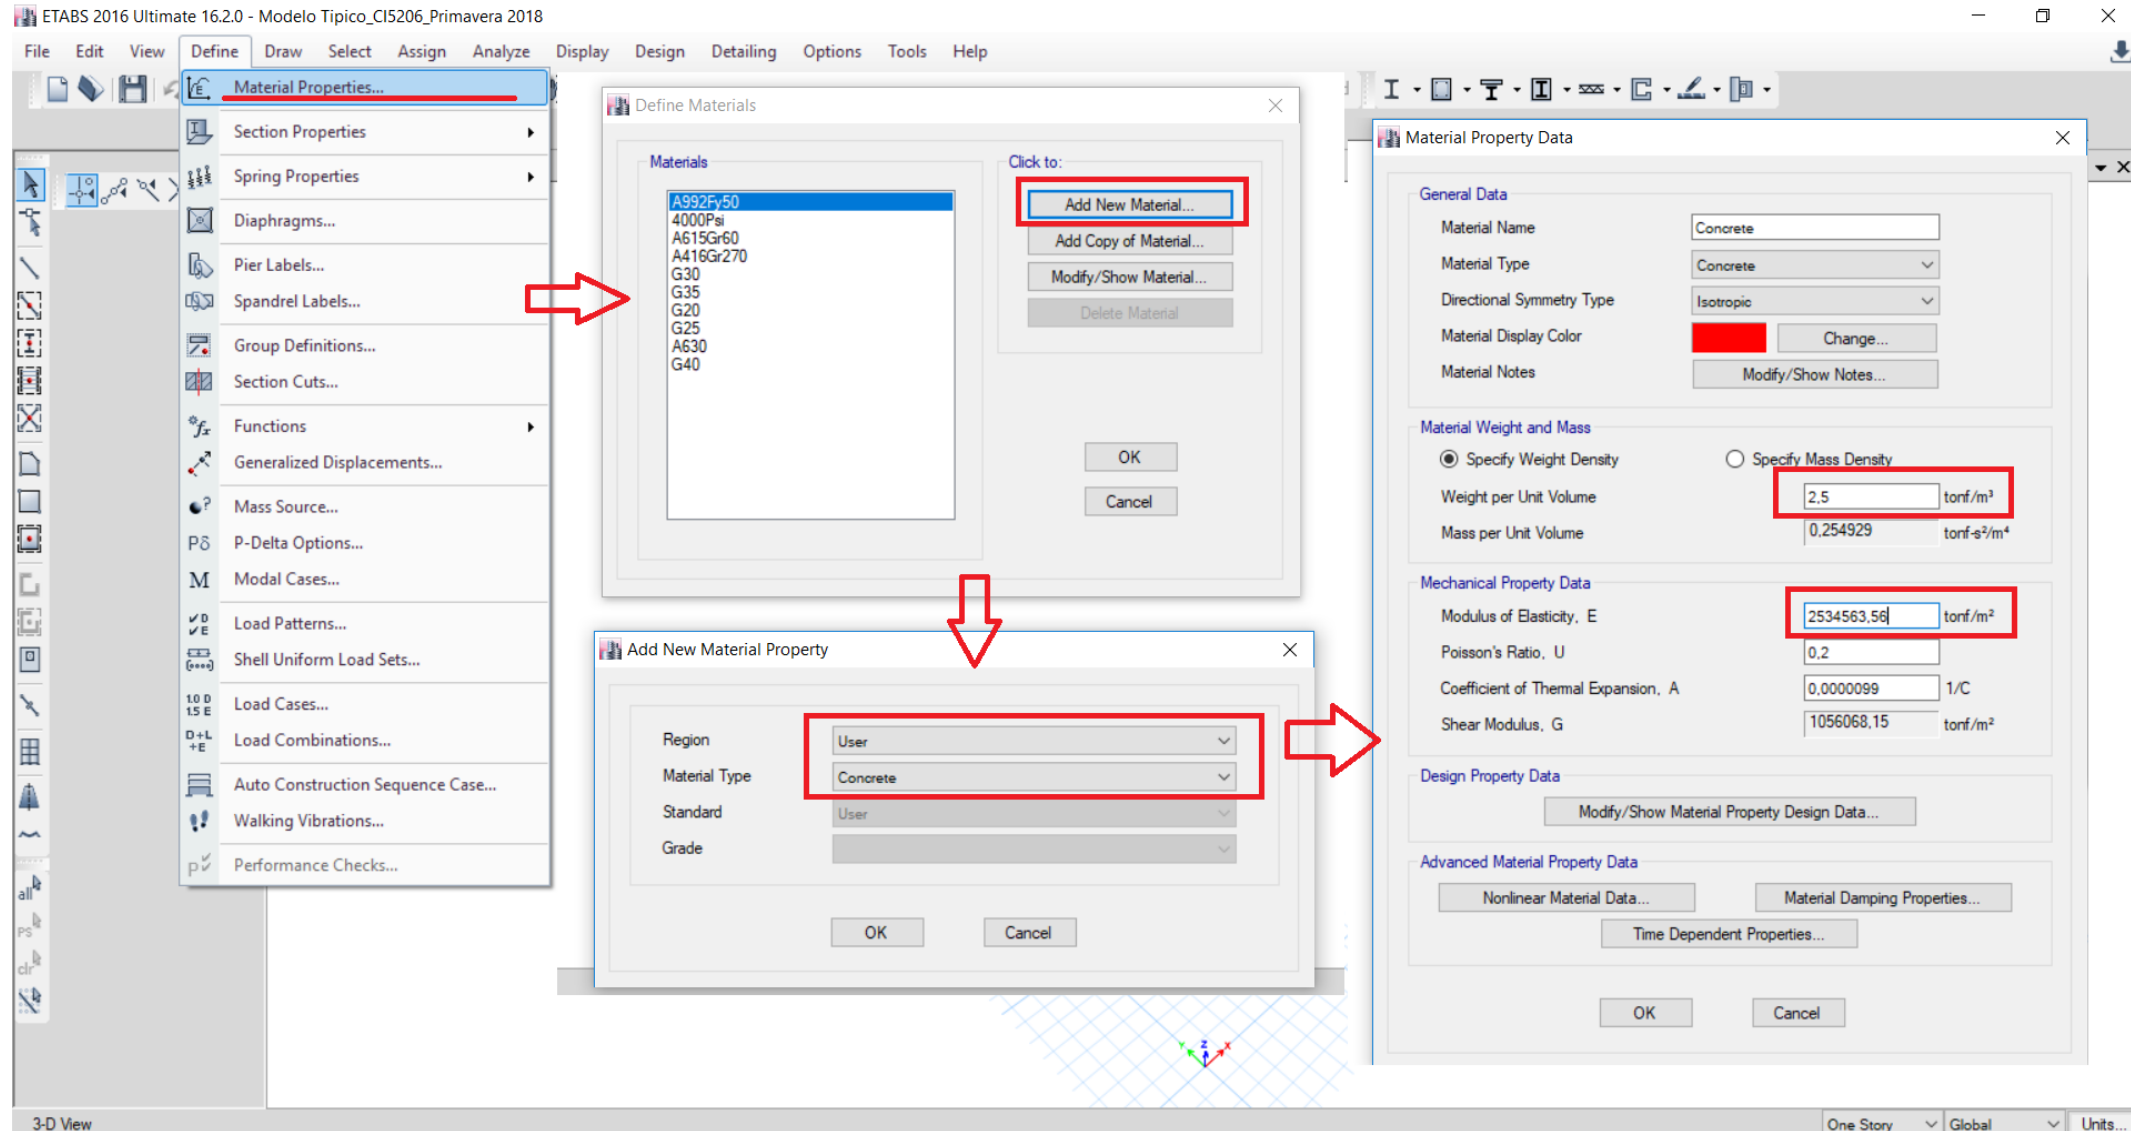 ETABS 2016 Ultimate 16.2.0 - Modelo Tipico_CI5206_Primavera 2018
File Edit View Define Draw Select Assign Analyze Display Design Detailing Options Tools Help
Material Properties...
Section Properties
Spring Properties
Diaphragms...
Pier Labels...
Spandrel Labels...
Group Definitions...
Section Cuts...
Functions
Generalized Displacements...
Mass Source...
Pδ P-Delta Options...
M Modal Cases...
Load Patterns...
Shell Uniform Load Sets...
Load Cases...
Load Combinations...
Auto Construction Sequence Case...
Walking Vibrations...
Performance Checks...
all
ps
clr
Define Materials
Materials
A992Fy50
4000Psi
A615Gr60
A416Gr270
G30
G35
G20
G25
A630
G40
Click to:
Add New Material...
Add Copy of Material...
Modify/Show Material...
Delete Material
OK
Cancel
Add New Material Property
Region User
Material Type Concrete
Standard User
Grade
OK Cancel
Material Property Data
General Data
Material Name Concrete
Material Type Concrete
Directional Symmetry Type Isotropic
Material Display Color Change...
Material Notes Modify/Show Notes...
Material Weight and Mass
Specify Weight Density Specify Mass Density
Weight per Unit Volume 2,5 tonf/m³
Mass per Unit Volume 0,254929 tonf-s²/m⁴
Mechanical Property Data
Modulus of Elasticity, E 2534563,56 tonf/m²
Poisson's Ratio, U 0,2
Coefficient of Thermal Expansion, A 0,0000099 1/C
Shear Modulus, G 1056068,15 tonf/m²
Design Property Data
Modify/Show Material Property Design Data...
Advanced Material Property Data
Nonlinear Material Data... Material Damping Properties...
Time Dependent Properties...
OK Cancel
Y Z X
3-D View One Story Global Units...